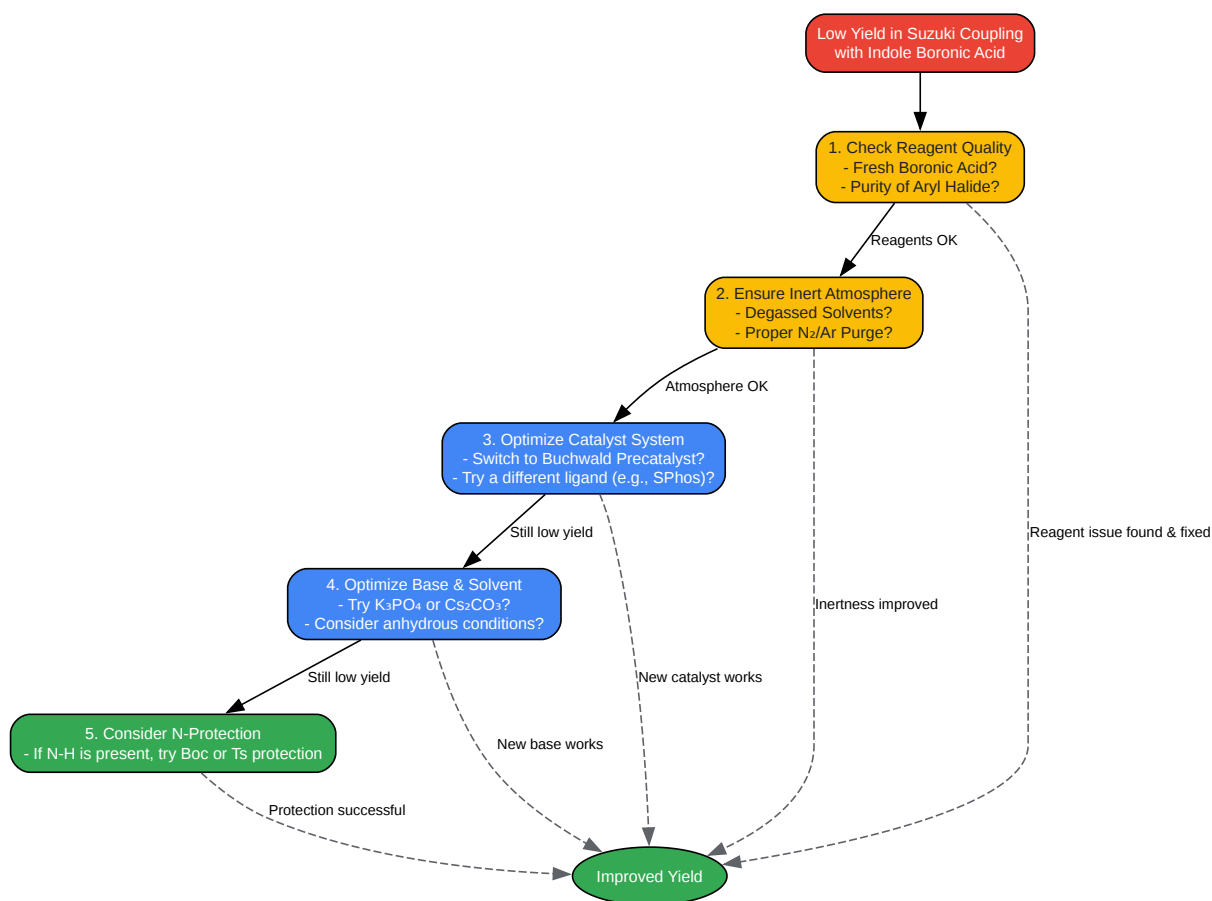 Low Yield in Suzuki Coupling
with Indole Boronic Acid
1. Check Reagent Quality
- Fresh Boronic Acid?
- Purity of Aryl Halide?
Reagents OK
2. Ensure Inert Atmosphere
- Degassed Solvents?
- Proper N₂/Ar Purge?
Atmosphere OK
3. Optimize Catalyst System
- Switch to Buchwald Precatalyst?
- Try a different ligand (e.g., SPhos)?
Still low yield
Reagent issue found & fixed
4. Optimize Base & Solvent
- Try K₃PO₄ or Cs₂CO₃?
- Consider anhydrous conditions?
Inertness improved
Still low yield
New catalyst works
5. Consider N-Protection
- If N-H is present, try Boc or Ts protection
New base works
Protection successful
Improved Yield